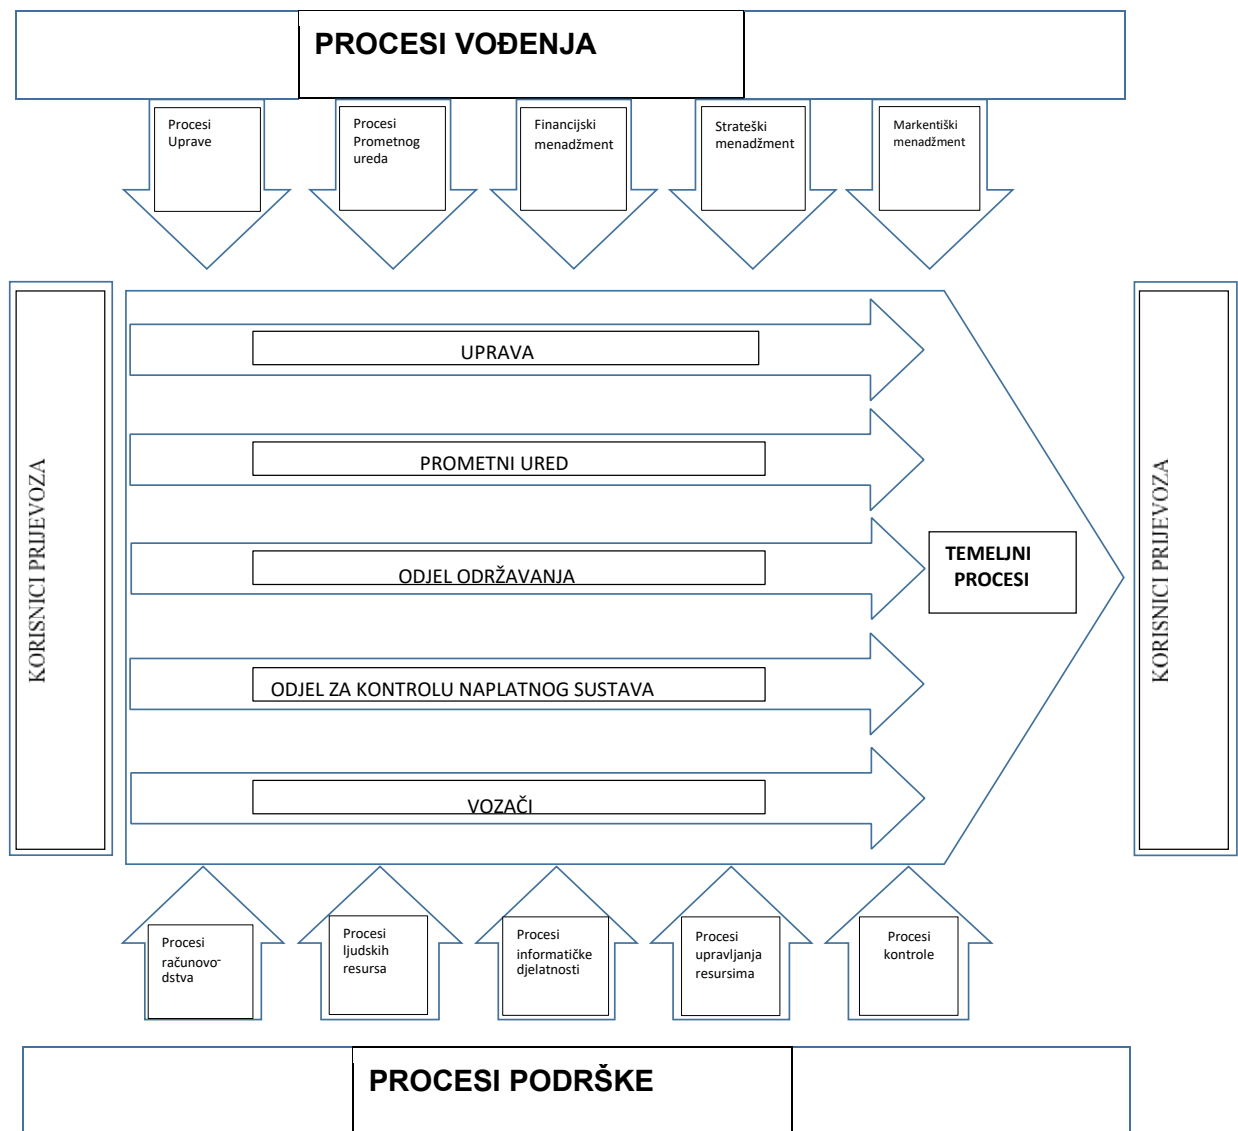 PROCESI VOĐENJA
Procesi
Uprave
Procesi
Prometnog
ureda
Financijski
menadžment
Strateški
menadžment
Markentiški
menadžment
KORISNICI PRIJEVOZA
UPRAVA
PROMETNI URED
ODJEL ODRŽAVANJA
ODJEL ZA KONTROLU NAPLATNOG SUSTAVA
VOZAČI
TEMELJNI
PROCESI
KORISNICI PRIJEVOZA
Procesi
računovo-
dstva
Procesi
ljudskih
resursa
Procesi
informatičke
djelatnosti
Procesi
upravljanja
resursima
Procesi
kontrole
PROCESI PODRŠKE